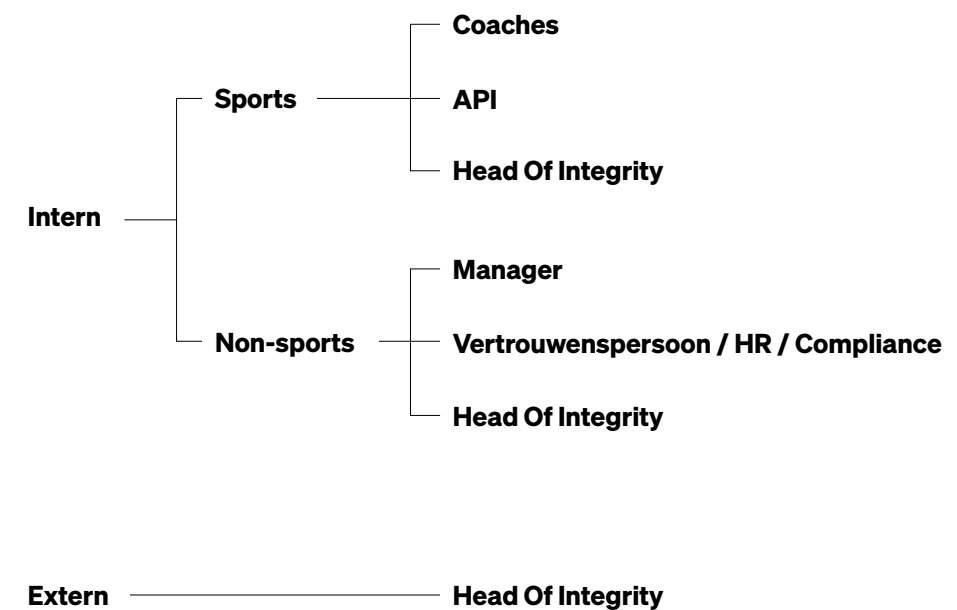 Coaches
Sports
API
Head Of Integrity
Intern
Manager
Non-sports
Vertrouwenspersoon / HR / Compliance
Head Of Integrity
Extern
Head Of Integrity